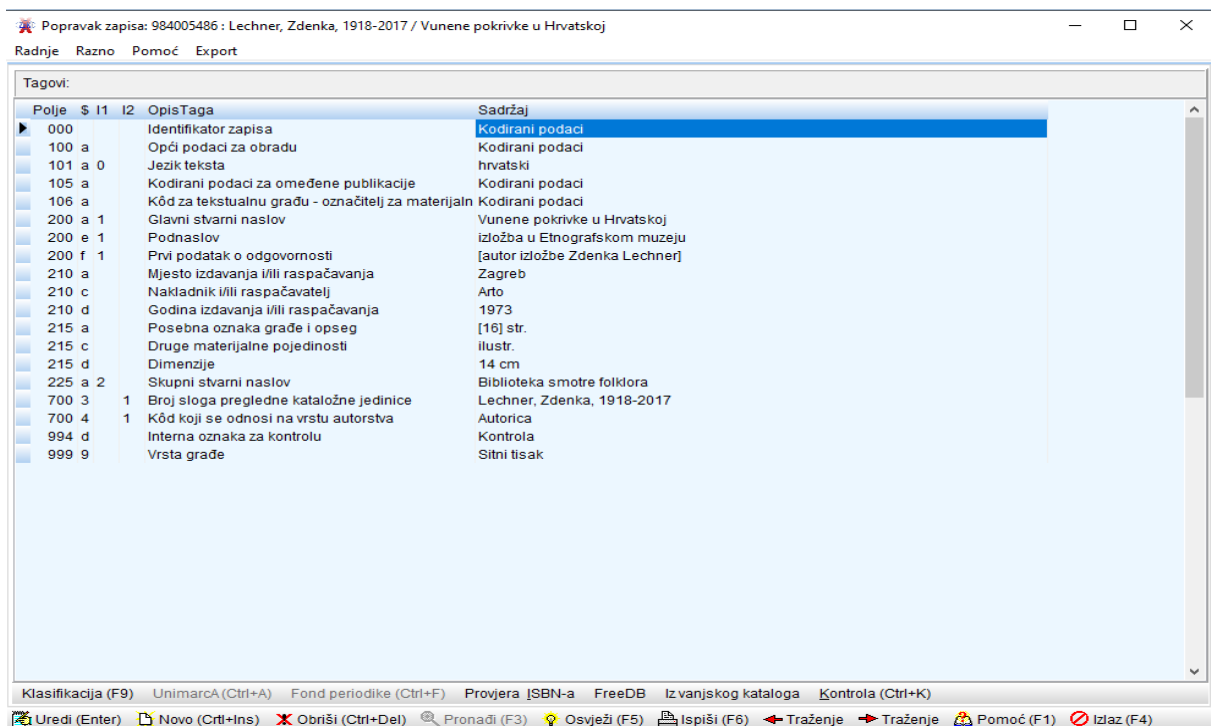 Popravak zapisa: 984005486 : Lechner, Zdenka, 1918-2017 / Vunene pokrivke u Hrvatskoj
Radnje Razno Pomoć Export
Tagovi:
Polje $ I1 I2 OpisTaga Sadržaj
000 Identifikator zapisa Kodirani podaci
100 a Opći podaci za obradu Kodirani podaci
101 a 0 Jezik teksta hrvatski
105 a Kodirani podaci za omeđene publikacije Kodirani podaci
106 a Kôd za tekstualnu građu - označitelj za materijaln Kodirani podaci
200 a 1 Glavni stvarni naslov Vunene pokrivke u Hrvatskoj
200 e 1 Podnaslov izložba u Etnografskom muzeju
200 f 1 Prvi podatak o odgovornosti [autor izložbe Zdenka Lechner]
210 a Mjesto izdavanja i/ili raspačavanja Zagreb
210 c Nakladnik i/ili raspačavatelj Arto
210 d Godina izdavanja i/ili raspačavanja 1973
215 a Posebna oznaka građe i opseg [16] str.
215 c Druge materijalne pojedinosti ilustr.
215 d Dimenzije 14 cm
225 a 2 Skupni stvarni naslov Biblioteka smotre folklora
700 3 1 Broj sloga pregledne kataložne jedinice Lechner, Zdenka, 1918-2017
700 4 1 Kôd koji se odnosi na vrstu autorstva Autorica
994 d Interna oznaka za kontrolu Kontrola
999 9 Vrsta građe Sitni tisak
Klasifikacija (F9) UnimarcA (Ctrl+A) Fond periodike (Ctrl+F) Provjera ISBN-a FreeDB Iz vanjskog kataloga Kontrola (Ctrl+K)
Uredi (Enter) Novo (Crtl+Ins) Obriši (Ctrl+Del) Pronađi (F3) Osvježi (F5) Ispiši (F6) Traženje Traženje Pomoć (F1) Izlaz (F4)